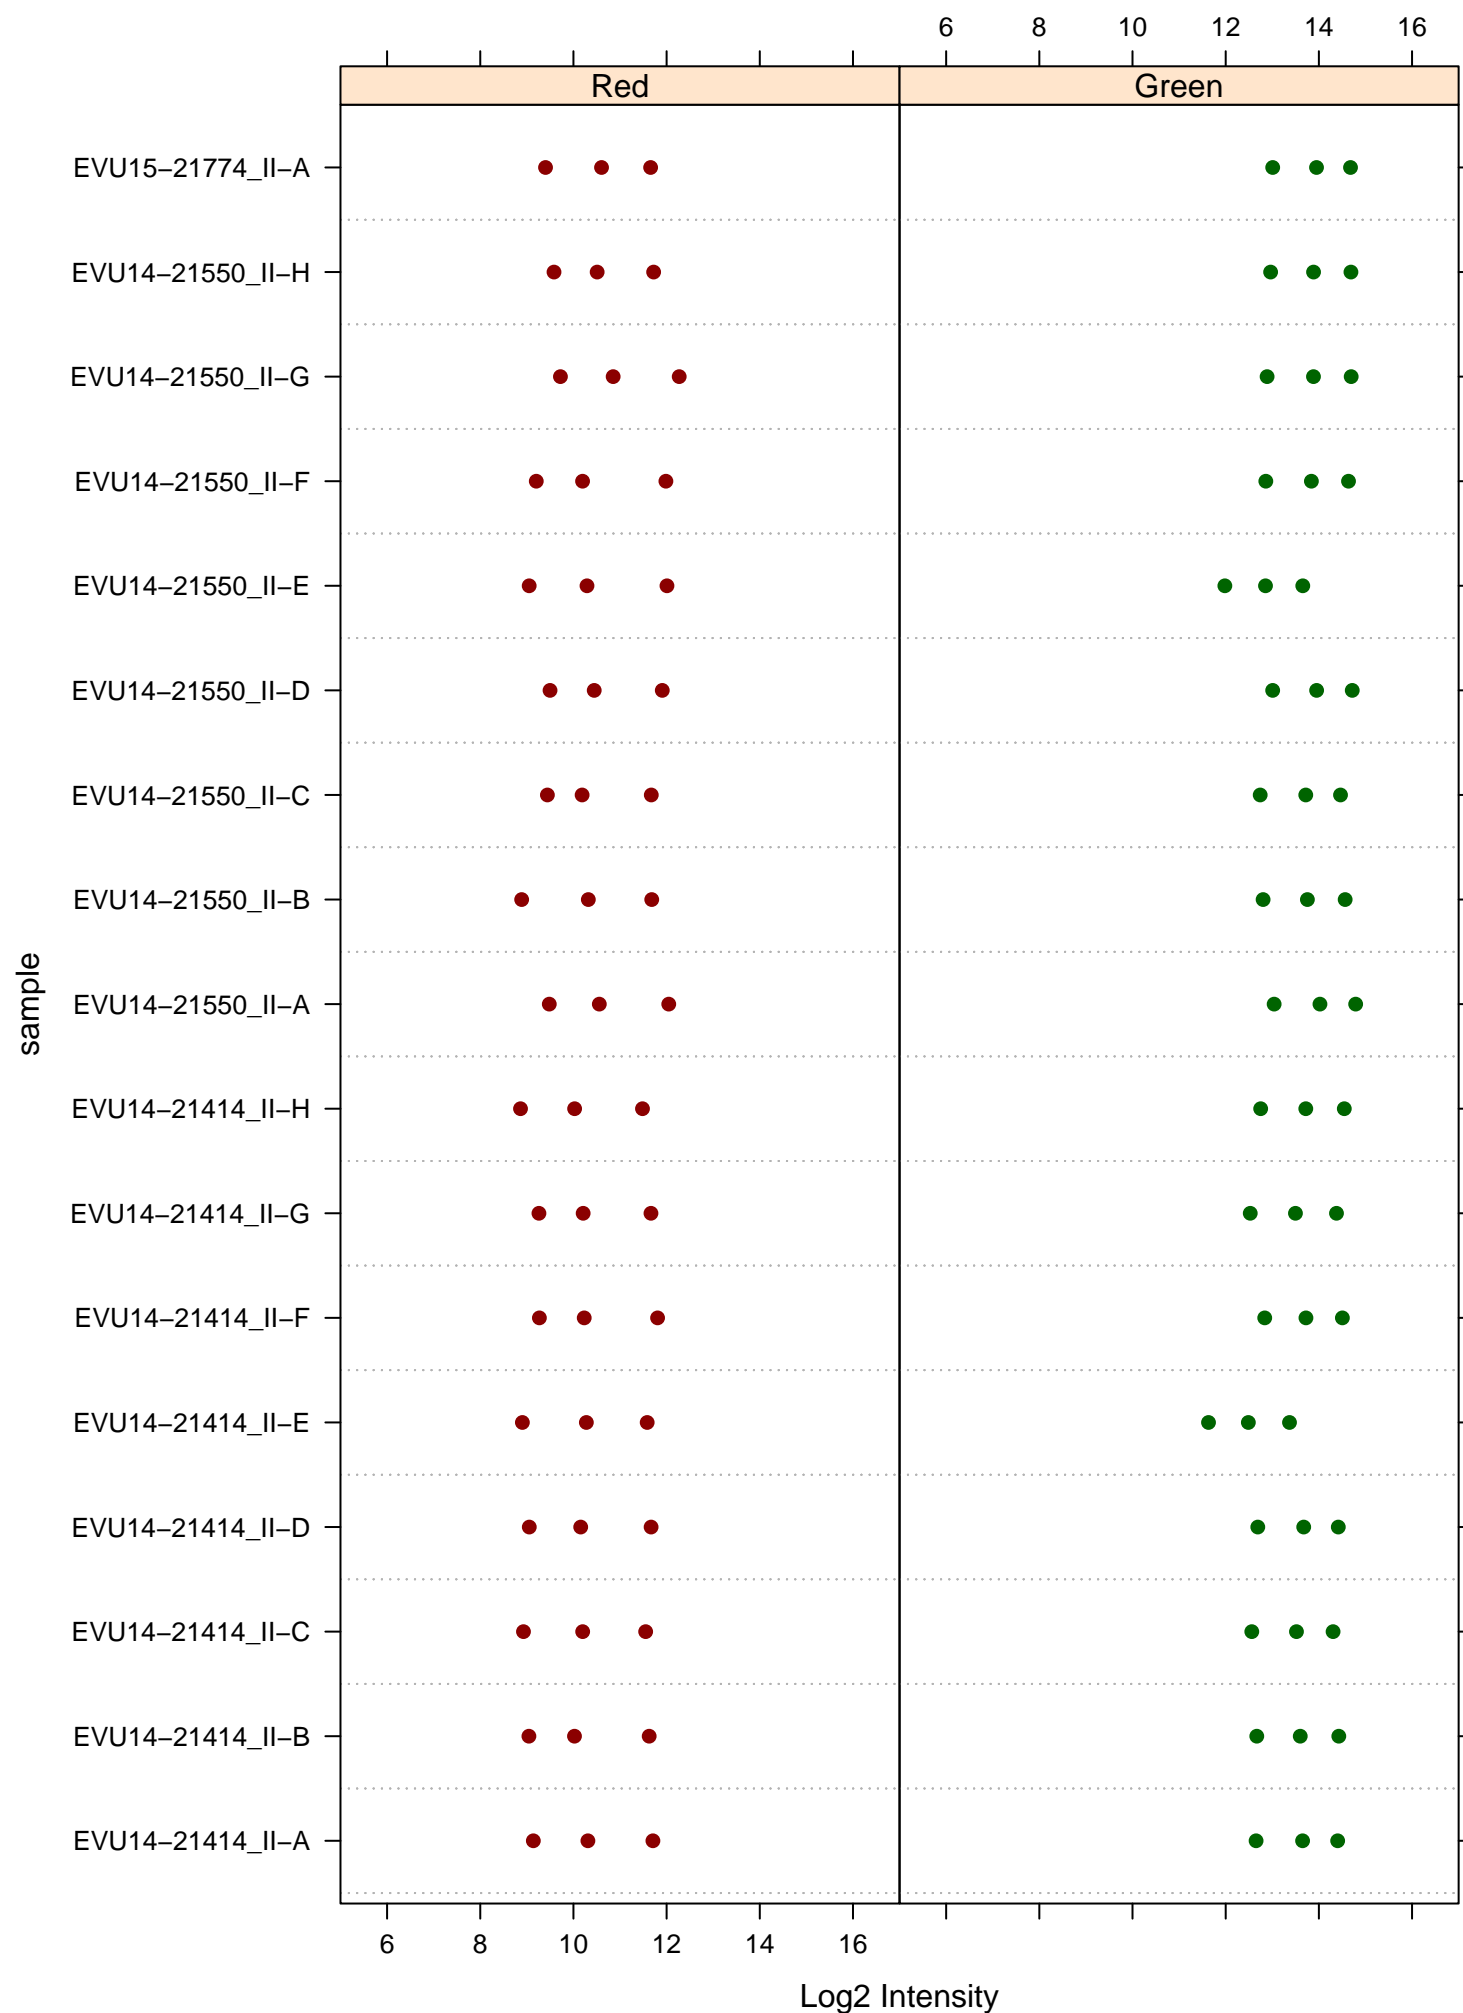 6 8 10 12 14 16
Red Green
EVU15−21774_II−A
EVU14−21550_II−H
EVU14−21550_II−G
EVU14−21550_II−F
EVU14−21550_II−E
EVU14−21550_II−D
EVU14−21550_II−C
EVU14−21550_II−B
EVU14−21550_II−A
EVU14−21414_II−H
EVU14−21414_II−G
EVU14−21414_II−F
EVU14−21414_II−E
EVU14−21414_II−D
EVU14−21414_II−C
EVU14−21414_II−B
EVU14−21414_II−A
sample
6 8 10 12 14 16
Log2 Intensity